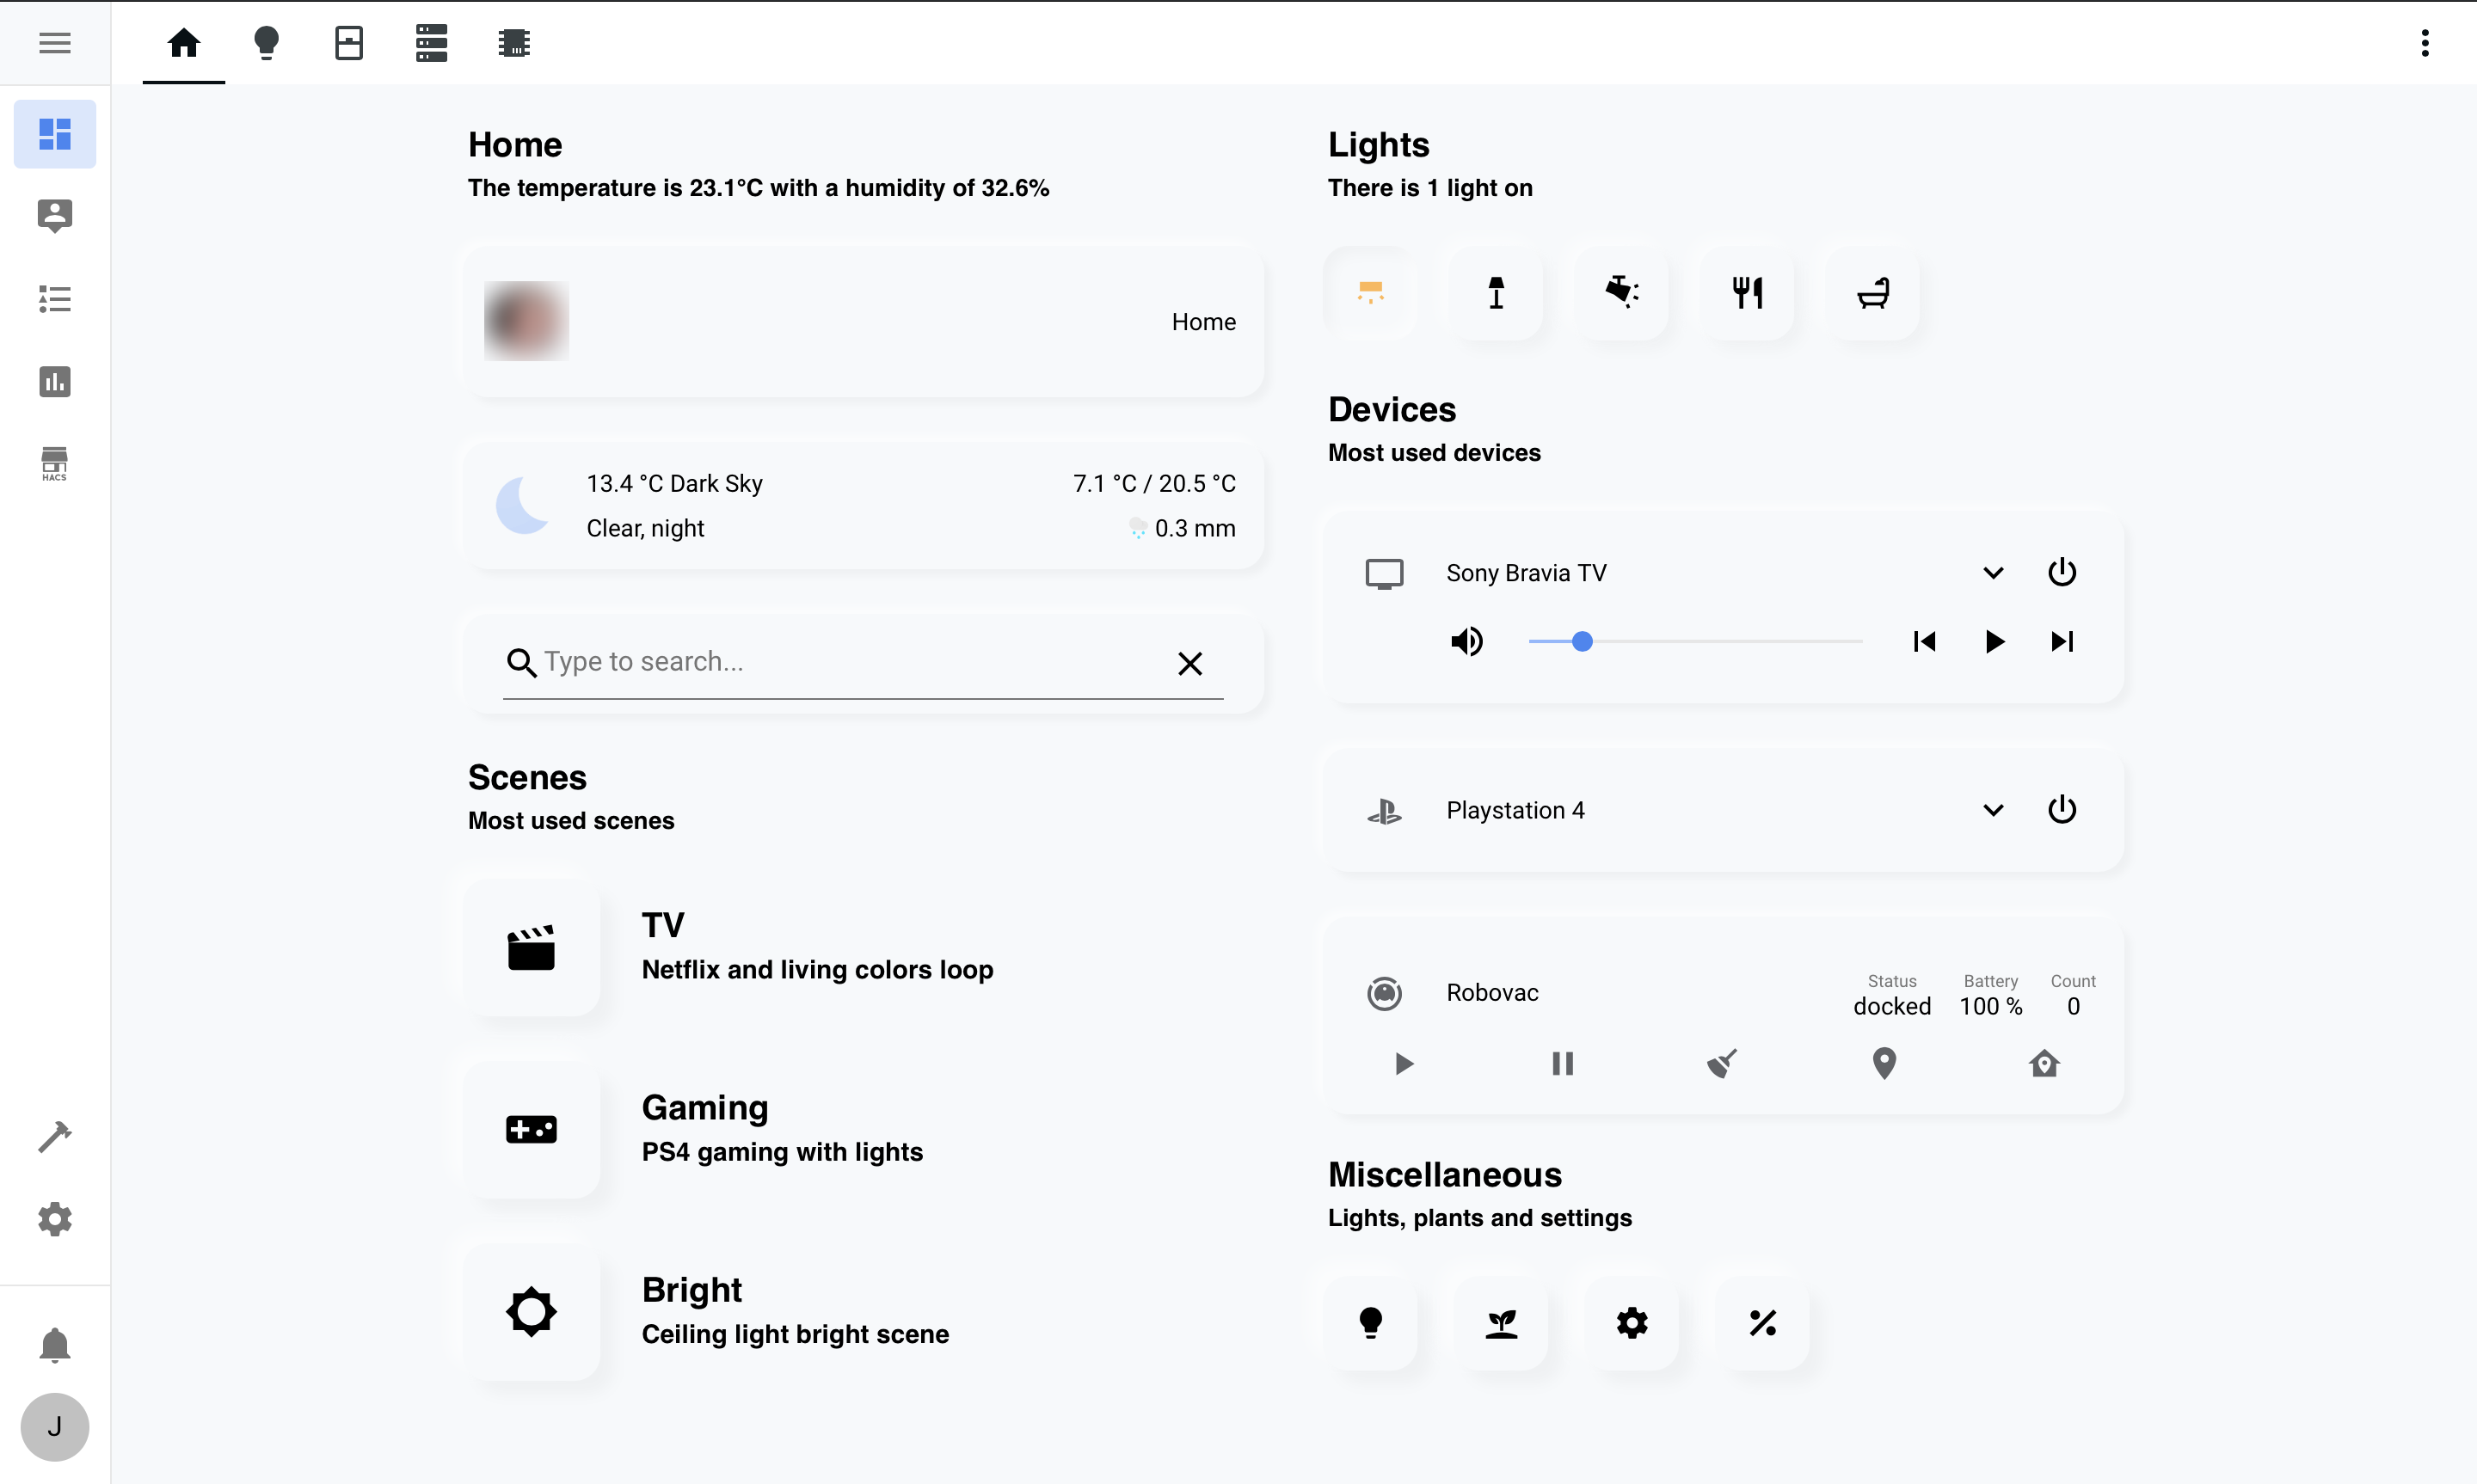 HACS
J
Home
The temperature is 23.1°C with a humidity of 32.6%
Home
13.4 °C Dark Sky
7.1 °C / 20.5 °C
Clear, night
0.3 mm
Type to search...
Scenes
Most used scenes
TV
Netflix and living colors loop
Gaming
PS4 gaming with lights
Bright
Ceiling light bright scene
Lights
There is 1 light on
Devices
Most used devices
Sony Bravia TV
Playstation 4
Robovac
Status
Battery
Count
docked
100 %
0
Miscellaneous
Lights, plants and settings